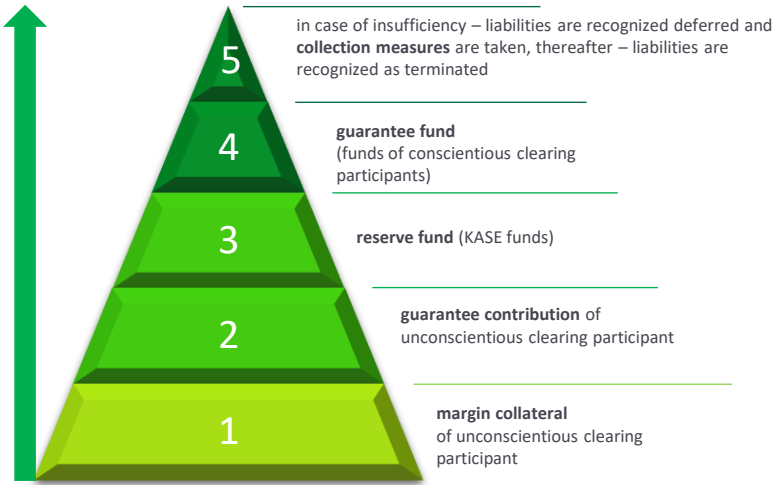 5
in case of insufficiency – liabilities are recognized deferred and
collection measures are taken, thereafter – liabilities are
recognized as terminated
4
guarantee fund
(funds of conscientious clearing
participants)
3
reserve fund (KASE funds)
2
guarantee contribution of
unconscientious clearing participant
1
margin collateral
of unconscientious clearing
participant